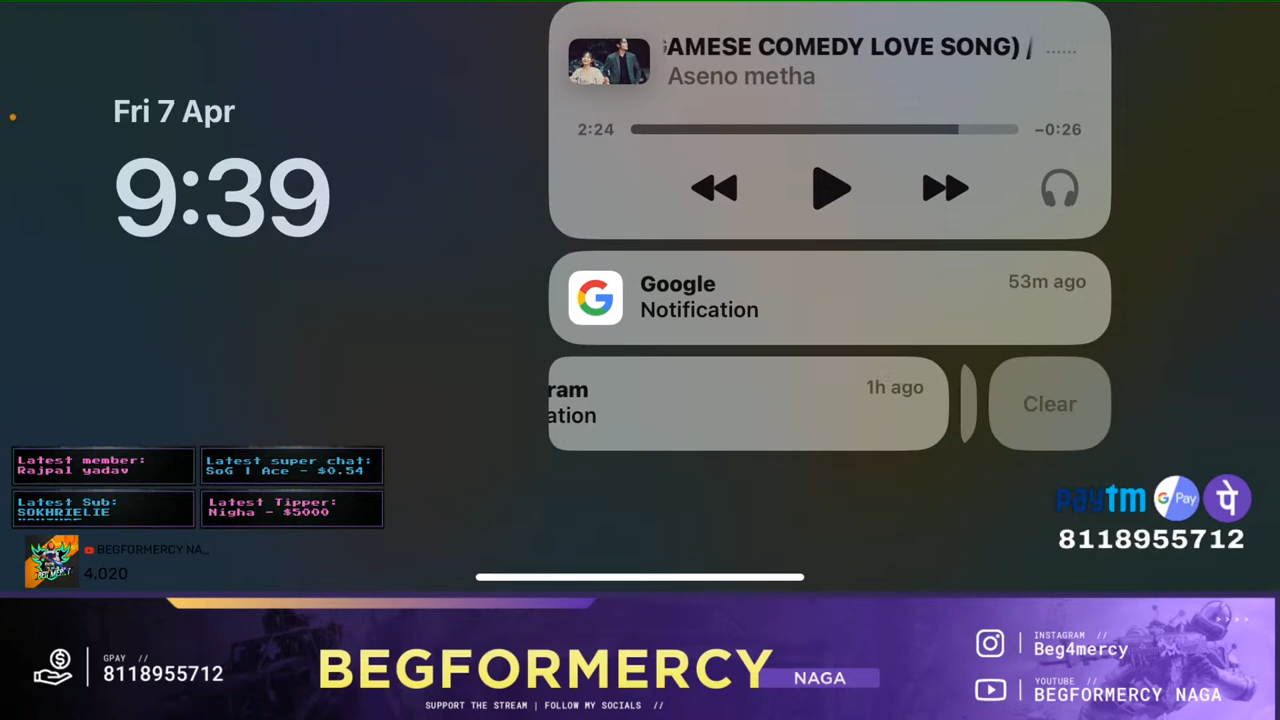 Fri 7 Apr
9:39
AMESE COMEDY LOVE SONG) /
Aseno metha
2:24
−0:26
Google
53m ago
Notification
ram
1h ago
ation
Clear
Latest member:
Rajpal yadav
Latest super chat:
SoG | Ace - $0.54
Latest Sub:
SOKHRIELIE
Latest Tipper:
Nigha - $5000
BEGFORMERCY NA...
4,020
paytm
G Pay
पे
8118955712
GPAY //
8118955712
BEGFORMERCY
NAGA
SUPPORT THE STREAM | FOLLOW MY SOCIALS //
INSTAGRAM //
Beg4mercy
YOUTUBE //
BEGFORMERCY NAGA